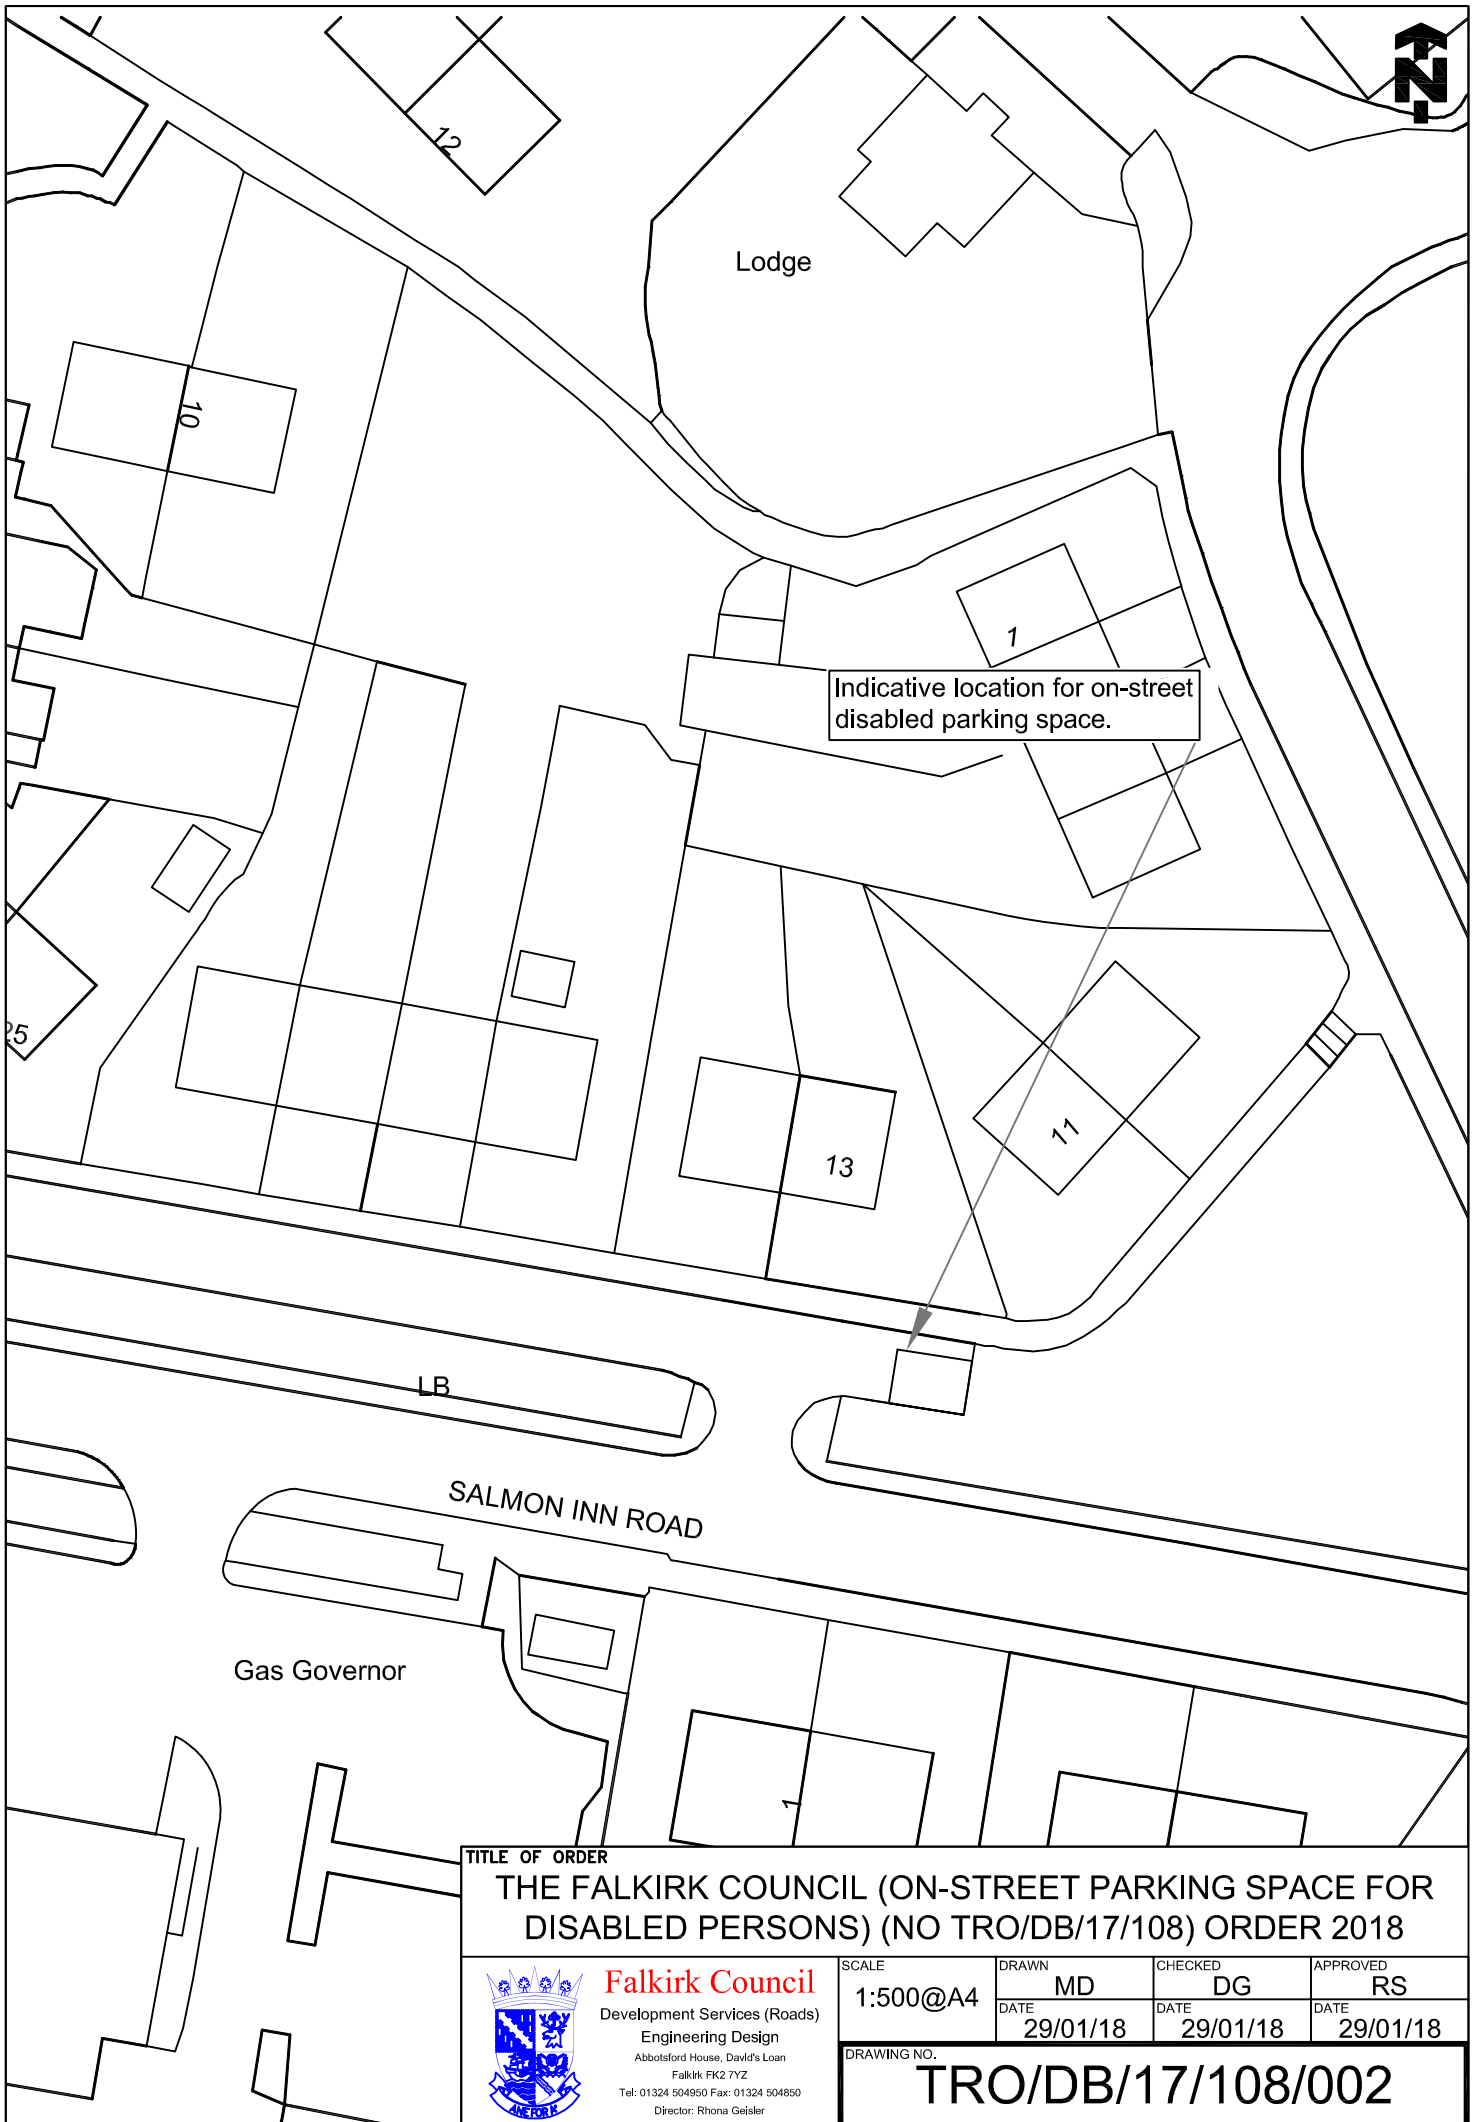 N
12
Lodge
10
1
Indicative location for on-street
disabled parking space.
25
11
13
LB
SALMON INN ROAD
Gas Governor
1
TITLE OF ORDER
THE FALKIRK COUNCIL (ON-STREET PARKING SPACE FOR
DISABLED PERSONS) (NO TRO/DB/17/108) ORDER 2018
Falkirk Council
Development Services (Roads)
Engineering Design
Abbotsford House, David's Loan
Falkirk FK2 7YZ
Tel: 01324 504950 Fax: 01324 504850
Director: Rhona Geisler
ANE FOR A'
SCALE
1:500@A4
DRAWN
MD
CHECKED
DG
APPROVED
RS
DATE
29/01/18
DATE
29/01/18
DATE
29/01/18
DRAWING NO.
TRO/DB/17/108/002